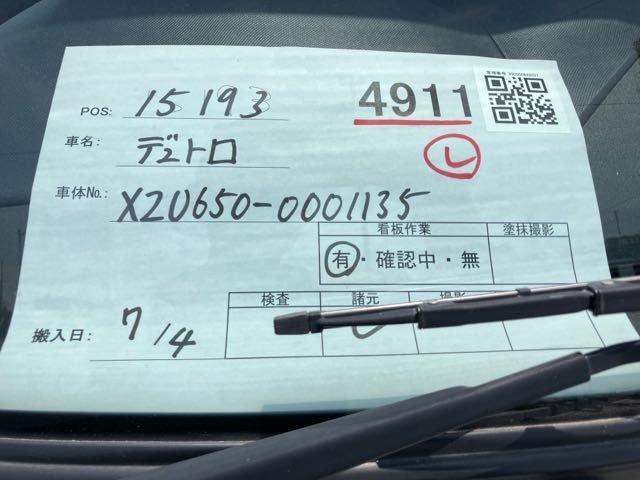 POS: 15193
4911
車名: デュトロ
レ
車体No.: XZU650-0001135
看板作業 塗抹撮影
有・確認中・無
検査 諸元
搬入日: 7/4